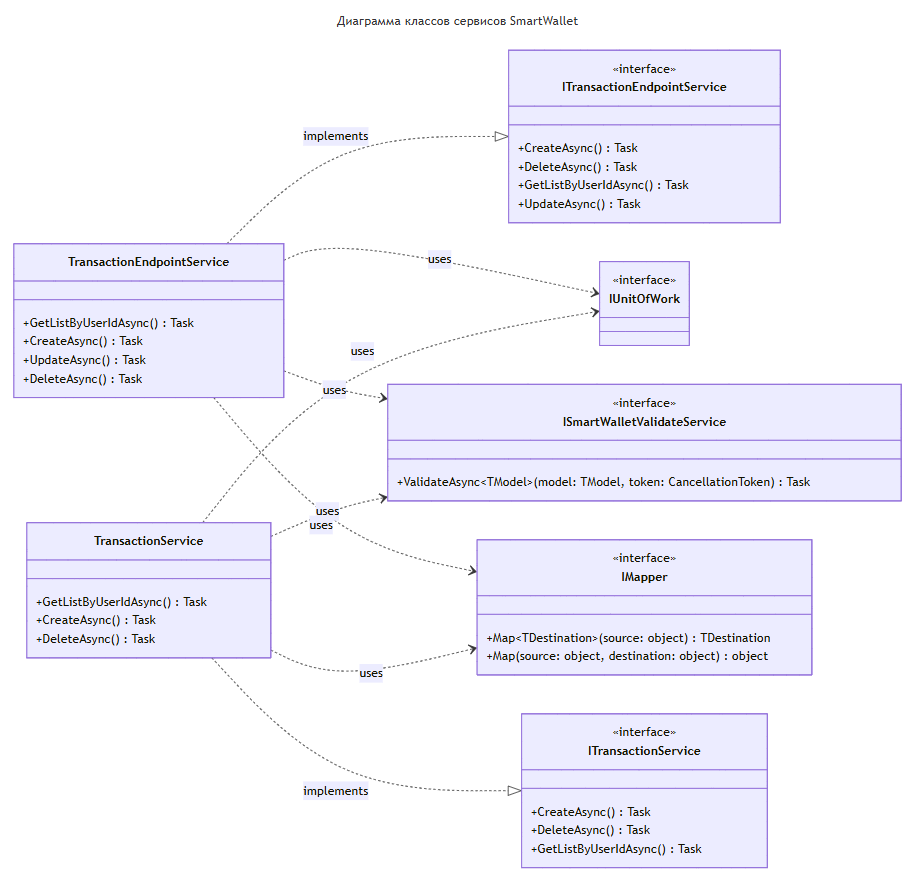 Диаграмма классов сервисов SmartWallet
«interface»
ITransactionEndpointService
+CreateAsync() : Task
+DeleteAsync() : Task
+GetListByUserIdAsync() : Task
+UpdateAsync() : Task
implements
TransactionEndpointService
+GetListByUserIdAsync() : Task
+CreateAsync() : Task
+UpdateAsync() : Task
+DeleteAsync() : Task
uses
«interface»
IUnitOfWork
uses
uses
«interface»
ISmartWalletValidateService
+ValidateAsync<TModel>(model: TModel, token: CancellationToken) : Task
uses
uses
TransactionService
+GetListByUserIdAsync() : Task
+CreateAsync() : Task
+DeleteAsync() : Task
«interface»
IMapper
+Map<TDestination>(source: object) : TDestination
+Map(source: object, destination: object) : object
uses
implements
«interface»
ITransactionService
+CreateAsync() : Task
+DeleteAsync() : Task
+GetListByUserIdAsync() : Task